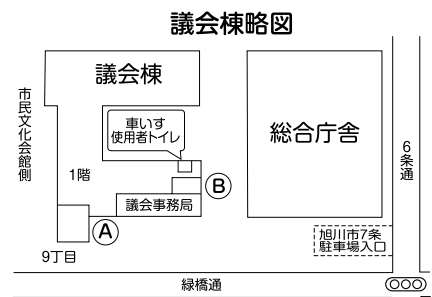 議会棟略図
議会棟
総合庁舎
市民文化会館側
車いす
使用者トイレ
1階
6条通
B
議会事務局
A
旭川市7条
駐車場入口
9丁目
緑橋通